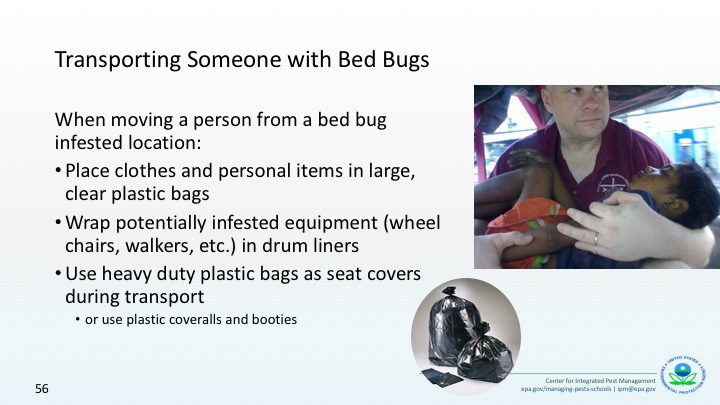 Transporting Someone with Bed Bugs
When moving a person from a bed bug
infested location:
• Place clothes and personal items in large,
clear plastic bags
• Wrap potentially infested equipment (wheel
chairs, walkers, etc.) in drum liners
• Use heavy duty plastic bags as seat covers
during transport
• or use plastic coveralls and booties
56
Center for Integrated Pest Management
epa.gov/managing-pests-schools | ipm@epa.gov
UNITED STATES